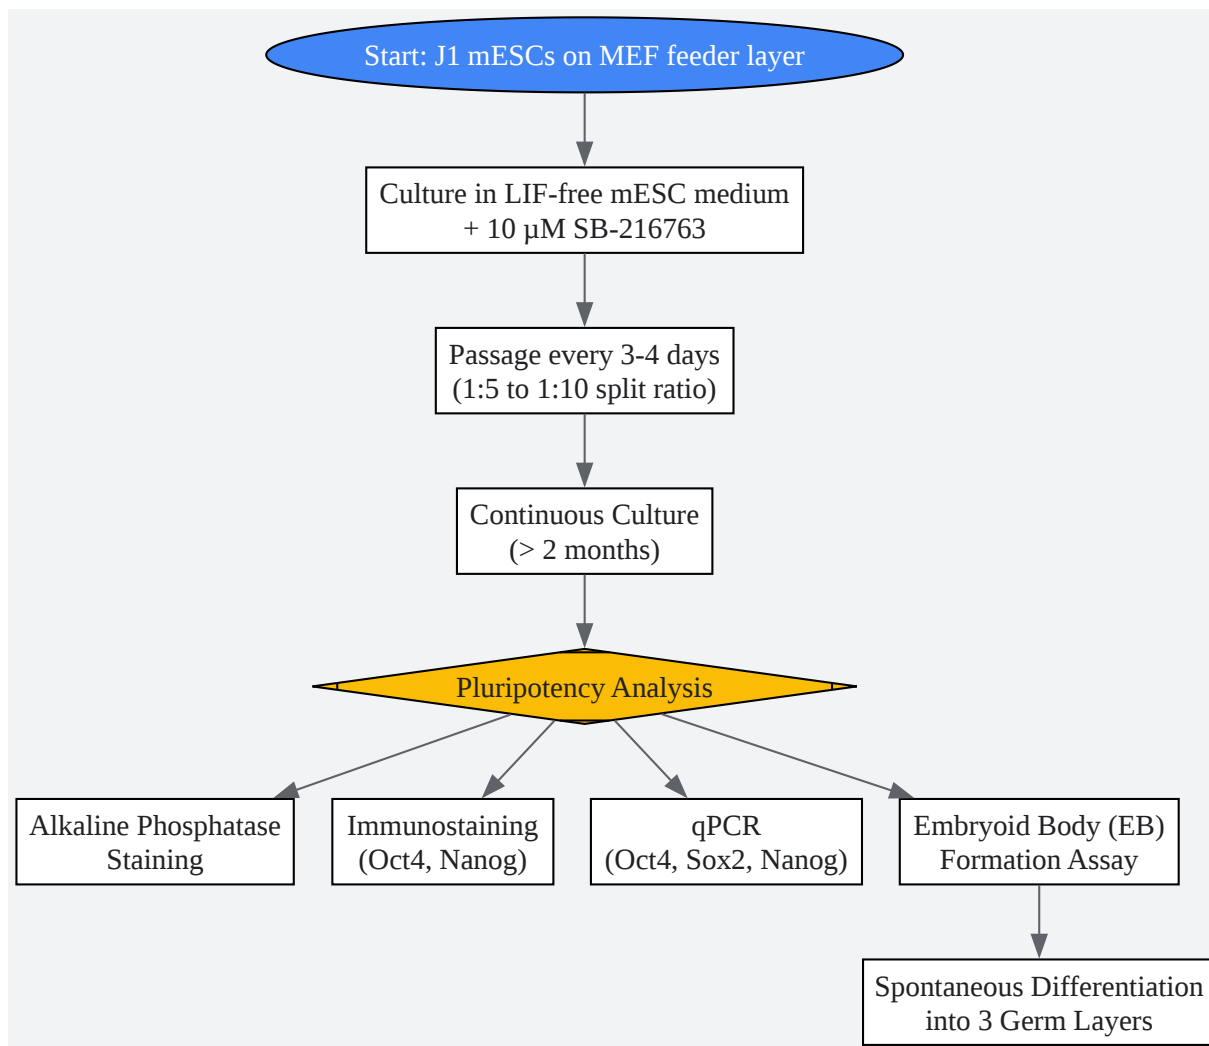 Start: J1 mESCs on MEF feeder layer
Culture in LIF-free mESC medium
+ 10 µM SB-216763
Passage every 3-4 days
(1:5 to 1:10 split ratio)
Continuous Culture
(> 2 months)
Pluripotency Analysis
Alkaline Phosphatase
Staining
Immunostaining
(Oct4, Nanog)
qPCR
(Oct4, Sox2, Nanog)
Embryoid Body (EB)
Formation Assay
Spontaneous Differentiation
into 3 Germ Layers